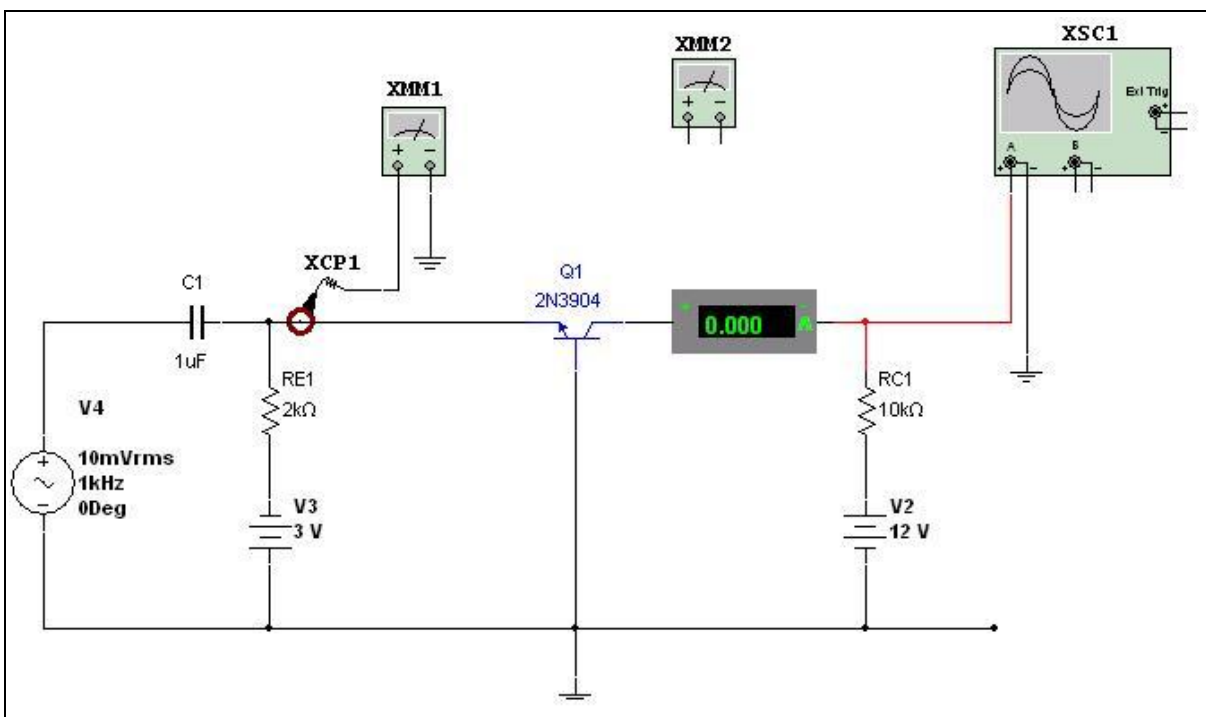 XMM2
XSC1
XMM1
Ext Trig
+
-
+ -
+ -
A
B
+ - + -
XCP1
Q1
2N3904
C1
+ -
0.000 A
1uF
RE1
2kΩ
RC1
10kΩ
V4
10mVrms
1kHz
0Deg
+
-
V3
3 V
V2
12 V